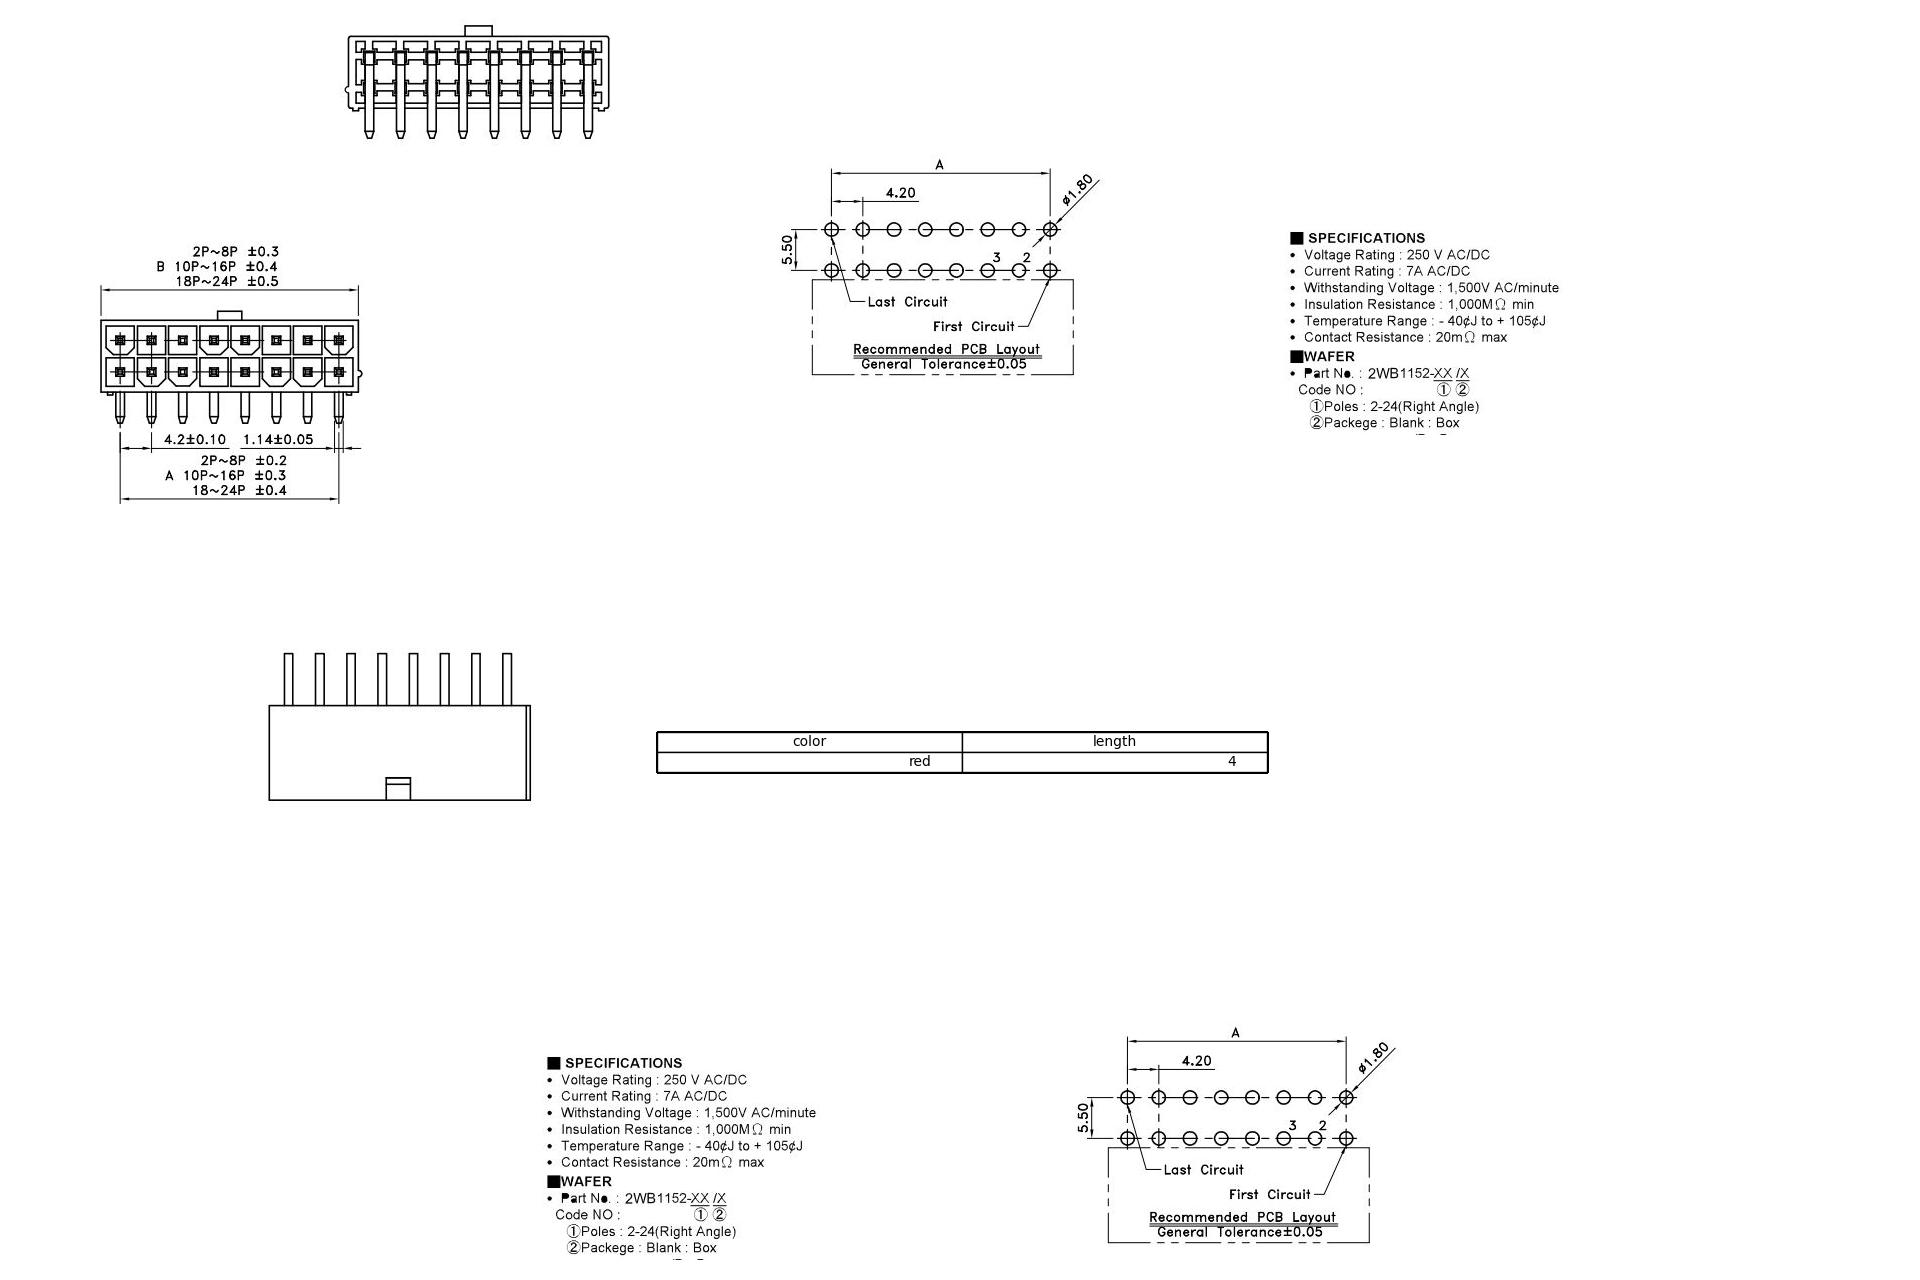 A
4.20
ø1.80
5.50
3 2
Last Circuit
First Circuit
Recommended PCB Layout
General Tolerance±0.05
■ SPECIFICATIONS
• Voltage Rating : 250 V AC/DC
• Current Rating : 7A AC/DC
• Withstanding Voltage : 1,500V AC/minute
• Insulation Resistance : 1,000MΩ min
• Temperature Range : - 40¢J to + 105¢J
• Contact Resistance : 20mΩ max
■WAFER
• Part No. : 2WB1152-XX /X
Code NO : ① ②
①Poles : 2-24(Right Angle)
②Packege : Blank : Box
2P~8P ±0.3
B 10P~16P ±0.4
18P~24P ±0.5
4.2±0.10 1.14±0.05
2P~8P ±0.2
A 10P~16P ±0.3
18~24P ±0.4
color length
red 4
■ SPECIFICATIONS
• Voltage Rating : 250 V AC/DC
• Current Rating : 7A AC/DC
• Withstanding Voltage : 1,500V AC/minute
• Insulation Resistance : 1,000MΩ min
• Temperature Range : - 40¢J to + 105¢J
• Contact Resistance : 20mΩ max
■WAFER
• Part No. : 2WB1152-XX /X
Code NO : ① ②
①Poles : 2-24(Right Angle)
②Packege : Blank : Box
A
4.20
ø1.80
5.50
3 2
Last Circuit
First Circuit
Recommended PCB Layout
General Tolerance±0.05